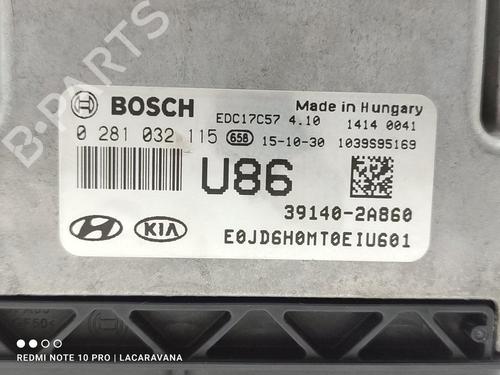 B-PARTS
BOSCH
EDC17C57 4.10
Made in Hungary
1414 0041
0 281 032 115 658 15-10-30 1039S95169
U86
39140-2A860
KIA
E0JD6H0MT0EIU601
REDMI NOTE 10 PRO | LACARAVANA